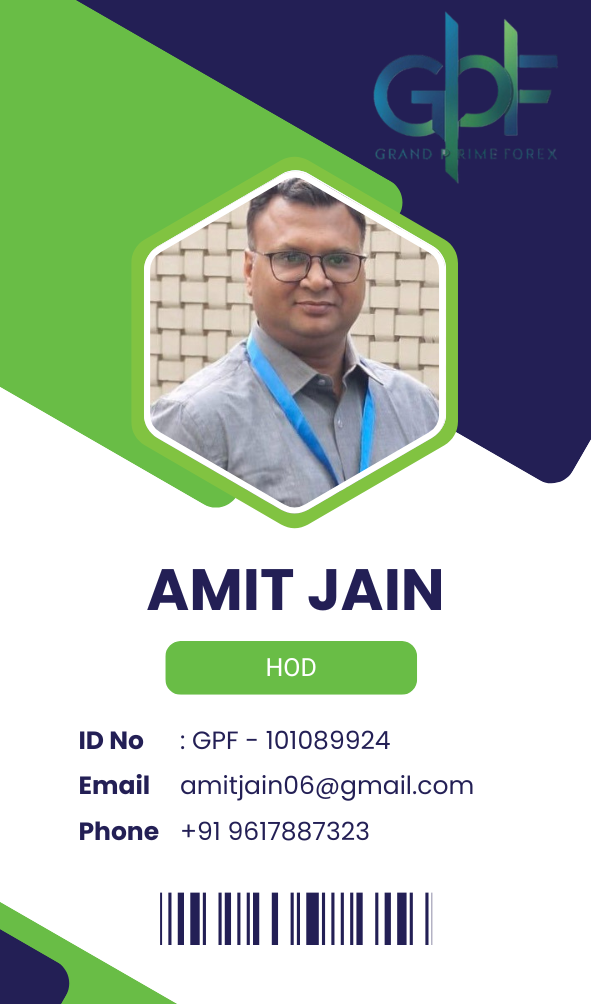 GPF
GRAND PRIME FOREX
AMIT JAIN
HOD
ID No : GPF - 101089924
Email amitjain06@gmail.com
Phone +91 9617887323